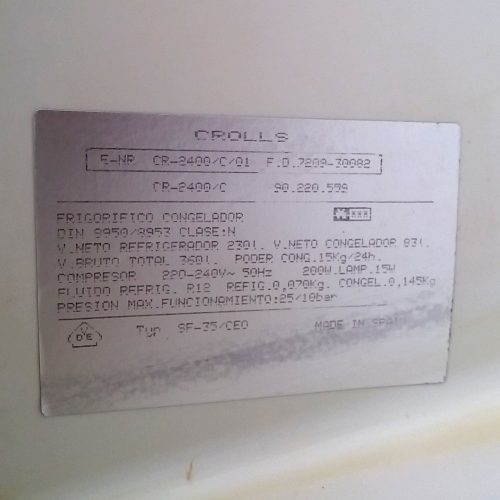 CROLLS
E-NR CR-2400/C/01 F.D.7209-30082
CR-2400/C 90.220.559
FRIGORIFICO CONGELADOR
DIN 8950/8953 CLASE:N
V.NETO REFRIGERADOR 230l. V.NETO CONGELADOR 83l.
V.BRUTO TOTAL 360l. PODER CONG.15Kg/24h.
COMPRESOR 220-240W~ 50Hz 200W.LAMP.15W
FLUIDO REFRIG. R12 REFIG.0,070Kg. CONGEL.0,145Kg
PRESION MAX.FUNCIONAMIENTO:25/10bar
Typ SF-35/CEO MADE IN SPAIN